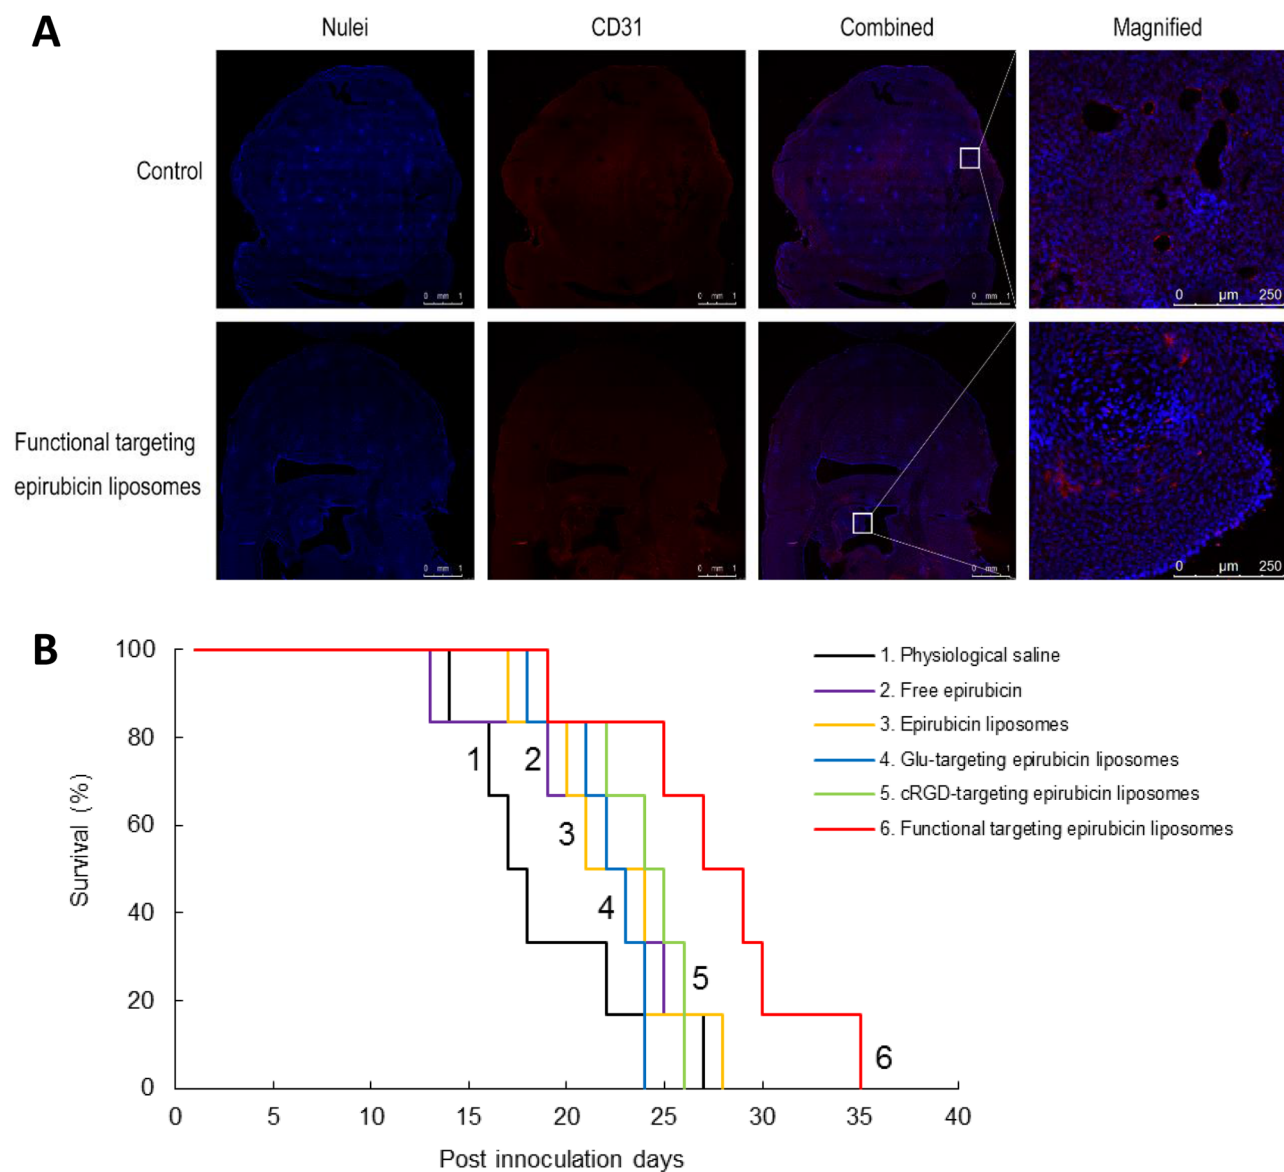 A
Nulei
CD31
Combined
Magnified
Control
0 mm 1
0 mm 1
0 mm 1
0 µm 250
Functional targeting
epirubicin liposomes
0 mm 1
0 mm 1
0 mm 1
0 µm 250
B
Survival (%)
100
80
60
40
20
0
1
2
3
4
5
6
1. Physiological saline
2. Free epirubicin
3. Epirubicin liposomes
4. Glu-targeting epirubicin liposomes
5. cRGD-targeting epirubicin liposomes
6. Functional targeting epirubicin liposomes
0 5 10 15 20 25 30 35 40
Post innoculation days